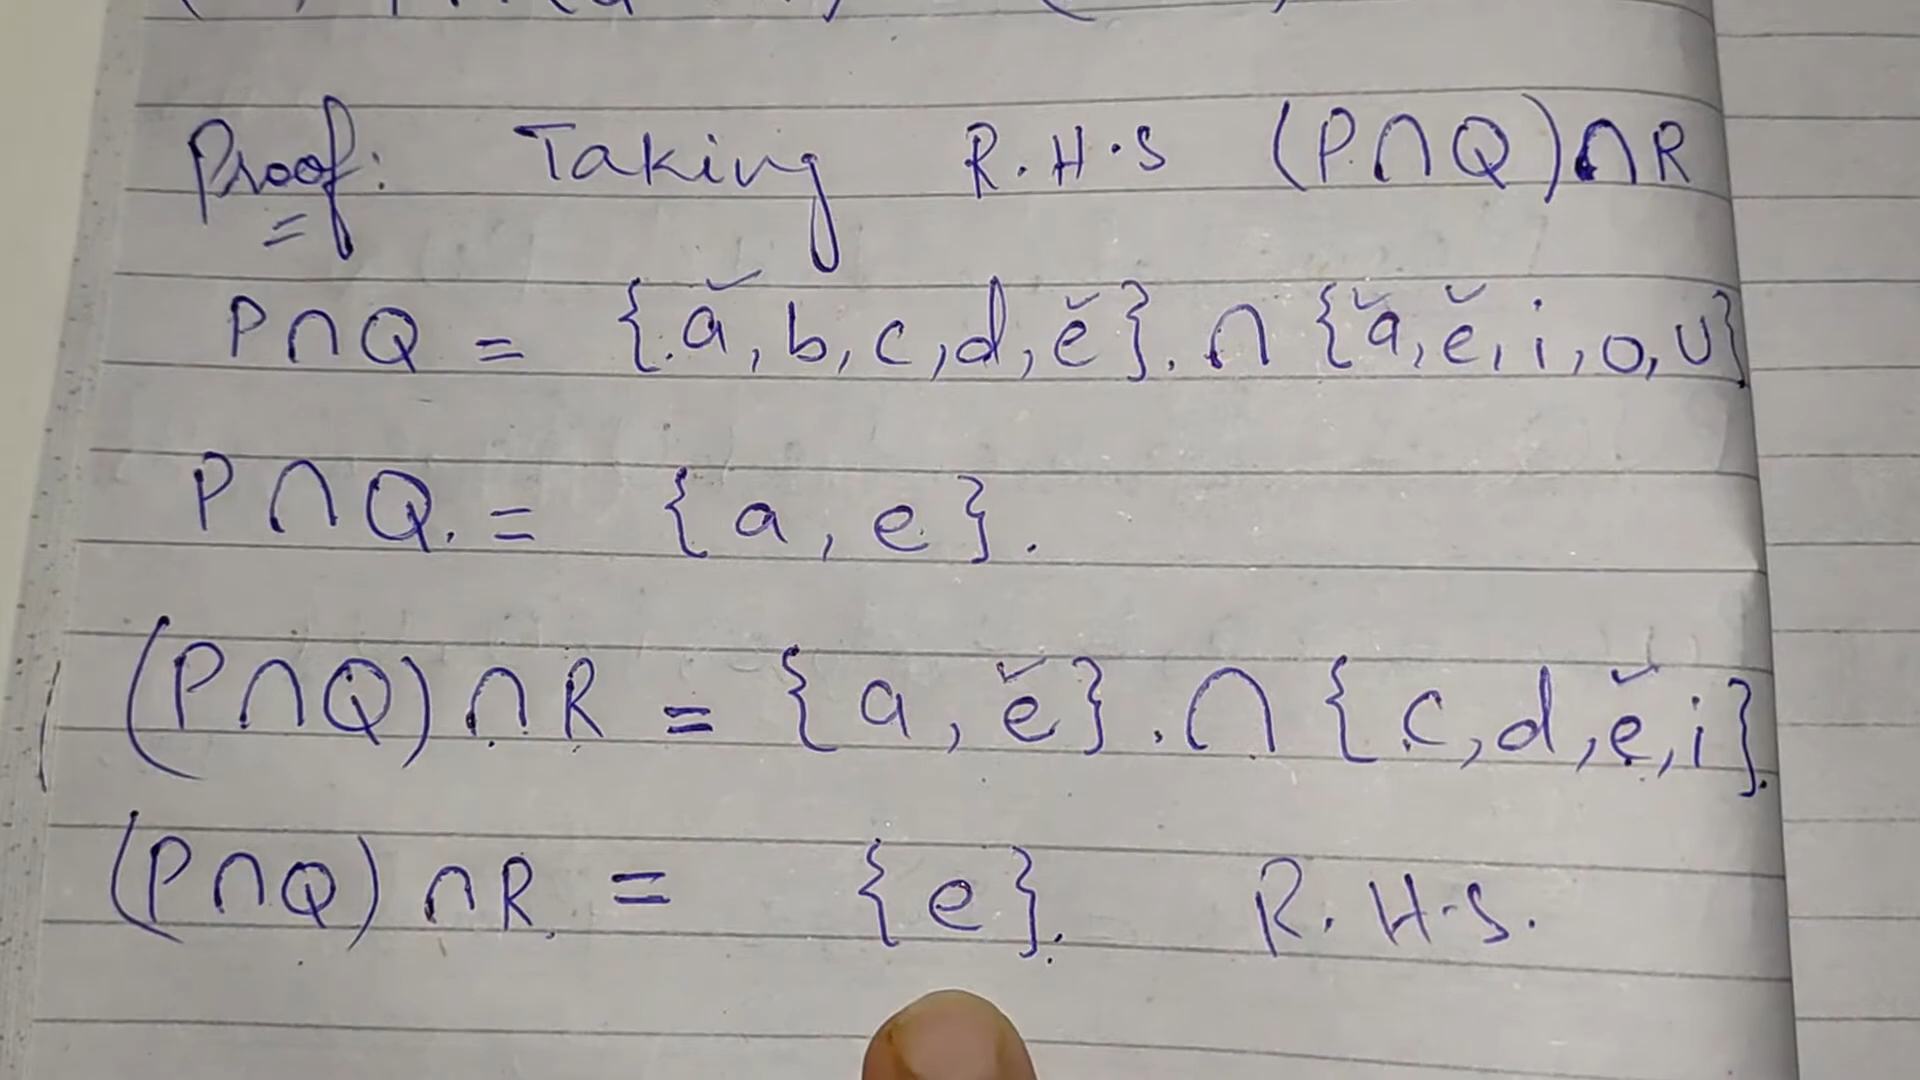 Proof: Taking R.H.S (P∩Q)∩R
P∩Q = {a, b, c, d, e}. ∩ {a, e, i, o, u}
P∩Q. = {a, e}.
(P∩Q)∩R = {a, e}. ∩ {c, d, e, i}.
(P∩Q)∩R. = {e}. R.H.S.